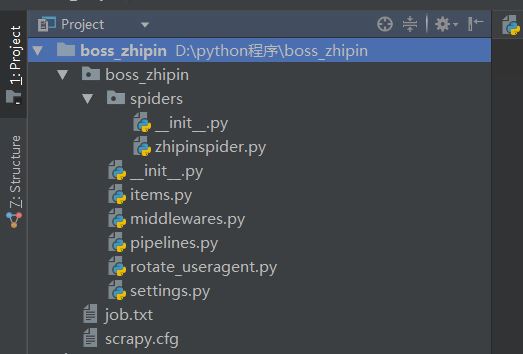 Project
boss_zhipin D:\python程序\boss_zhipin
boss_zhipin
spiders
__init__.py
zhipinspider.py
__init__.py
items.py
middlewares.py
pipelines.py
rotate_useragent.py
settings.py
job.txt
scrapy.cfg
1: Project
7: Structure